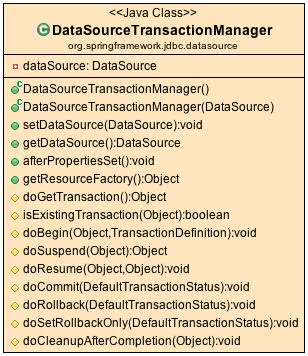 <<Java Class>>
DataSourceTransactionManager
org.springframework.jdbc.datasource
dataSource: DataSource
DataSourceTransactionManager()
DataSourceTransactionManager(DataSource)
setDataSource(DataSource):void
getDataSource():DataSource
afterPropertiesSet():void
getResourceFactory():Object
doGetTransaction():Object
isExistingTransaction(Object):boolean
doBegin(Object,TransactionDefinition):void
doSuspend(Object):Object
doResume(Object,Object):void
doCommit(DefaultTransactionStatus):void
doRollback(DefaultTransactionStatus):void
doSetRollbackOnly(DefaultTransactionStatus):void
doCleanupAfterCompletion(Object):void